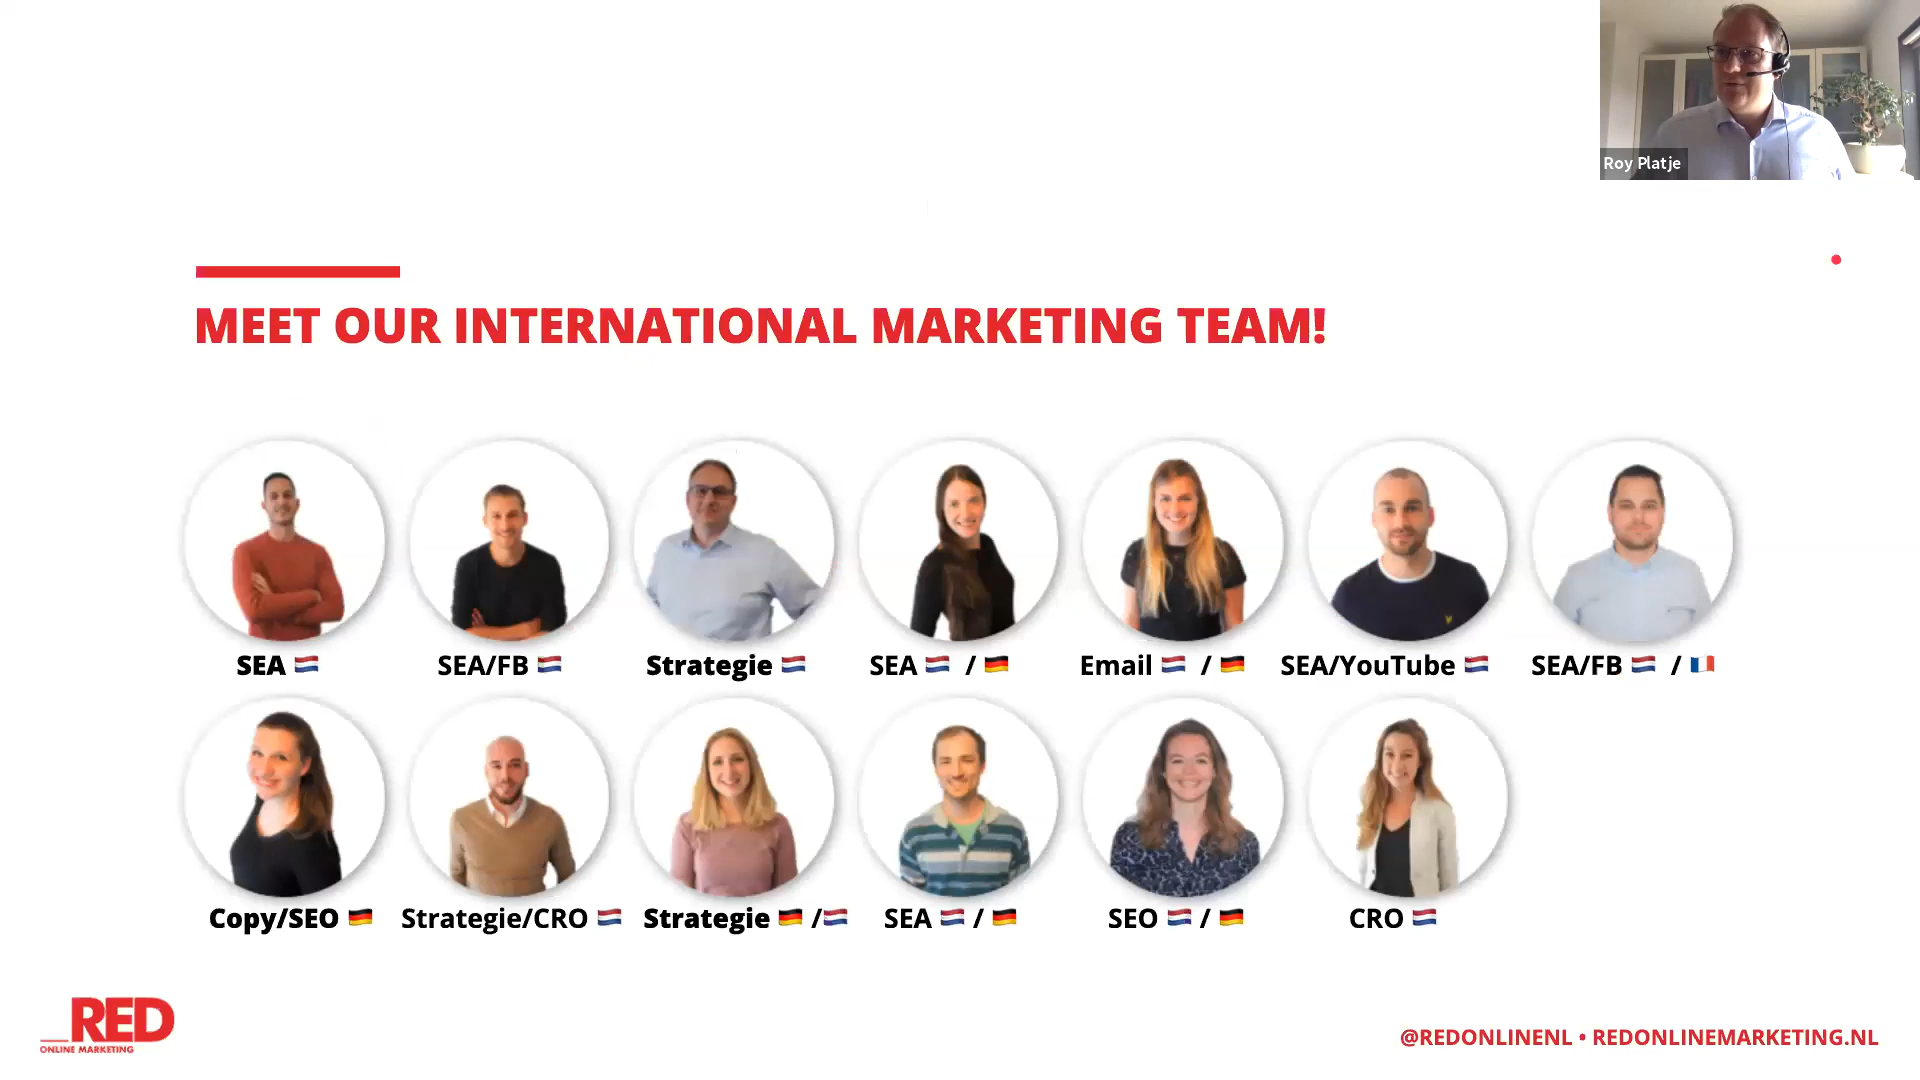 Roy Platje
MEET OUR INTERNATIONAL MARKETING TEAM!
SEA 🇳🇱
SEA/FB 🇳🇱
Strategie 🇳🇱
SEA 🇳🇱 / 🇩🇪
Email 🇳🇱 / 🇩🇪
SEA/YouTube 🇳🇱
SEA/FB 🇳🇱 / 🇫🇷
Copy/SEO 🇩🇪
Strategie/CRO 🇳🇱
Strategie 🇩🇪 /🇳🇱
SEA 🇳🇱 / 🇩🇪
SEO 🇳🇱 / 🇩🇪
CRO 🇳🇱
_RED
ONLINE MARKETING
@REDONLINENL • REDONLINEMARKETING.NL